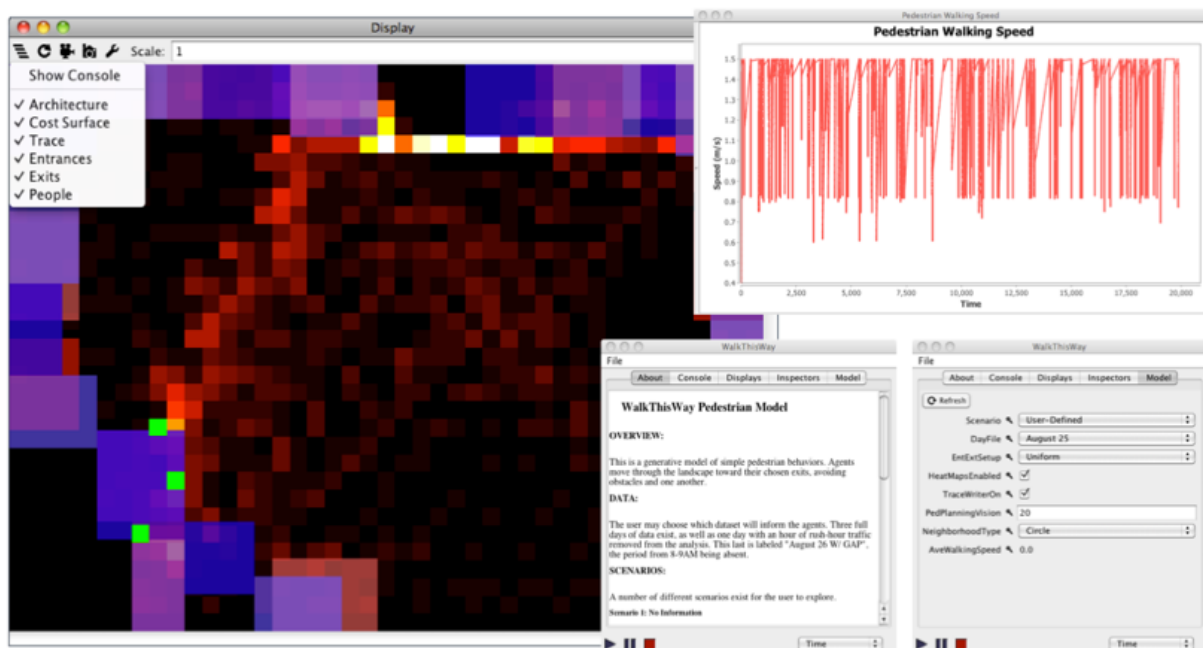 Display
Scale: 1
Show Console
✓ Architecture
✓ Cost Surface
✓ Trace
✓ Entrances
✓ Exits
✓ People
Pedestrian Walking Speed
Pedestrian Walking Speed
Speed (m/s)
1.5
1.4
1.3
1.2
1.1
1.0
0.9
0.8
0.7
0.6
0.5
0.4
0 2,500 5,000 7,500 10,000 12,500 15,000 17,500 20,000
Time
WalkThisWay
File
About Console Displays Inspectors Model
WalkThisWay Pedestrian Model
OVERVIEW:
This is a generative model of simple pedestrian behaviors. Agents
move through the landscape toward their chosen exits, avoiding
obstacles and one another.
DATA:
The user may choose which dataset will inform the agents. Three full
days of data exist, as well as one day with an hour of rush-hour traffic
removed from the analysis. This last is labeled "August 26 W/ GAP",
the period from 8-9AM being absent.
SCENARIOS:
A number of different scenarios exist for the user to explore.
Scenario 1: No Information
Time
WalkThisWay
File
About Console Displays Inspectors Model
Refresh
Scenario User-Defined
DayFile August 25
EntExtSetup Uniform
HeatMapsEnabled
TraceWriterOn
PedPlanningVision 20
NeighborhoodType Circle
AveWalkingSpeed 0.0
Time